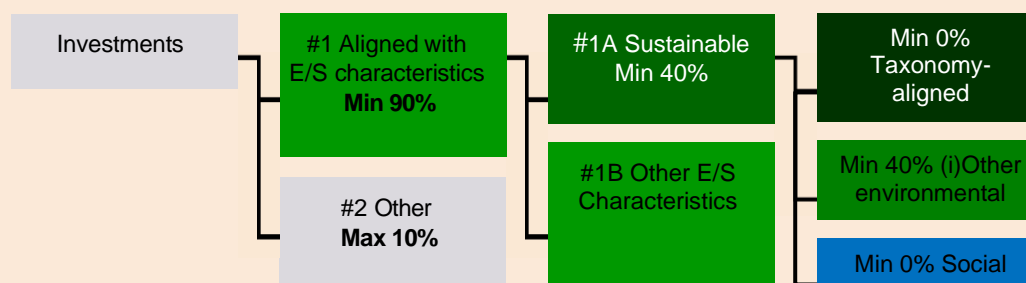 Investments
#1 Aligned with
E/S characteristics
Min 90%
#2 Other
Max 10%
#1A Sustainable
Min 40%
#1B Other E/S
Characteristics
Min 0%
Taxonomy-
aligned
Min 40% (i)Other
environmental
Min 0% Social